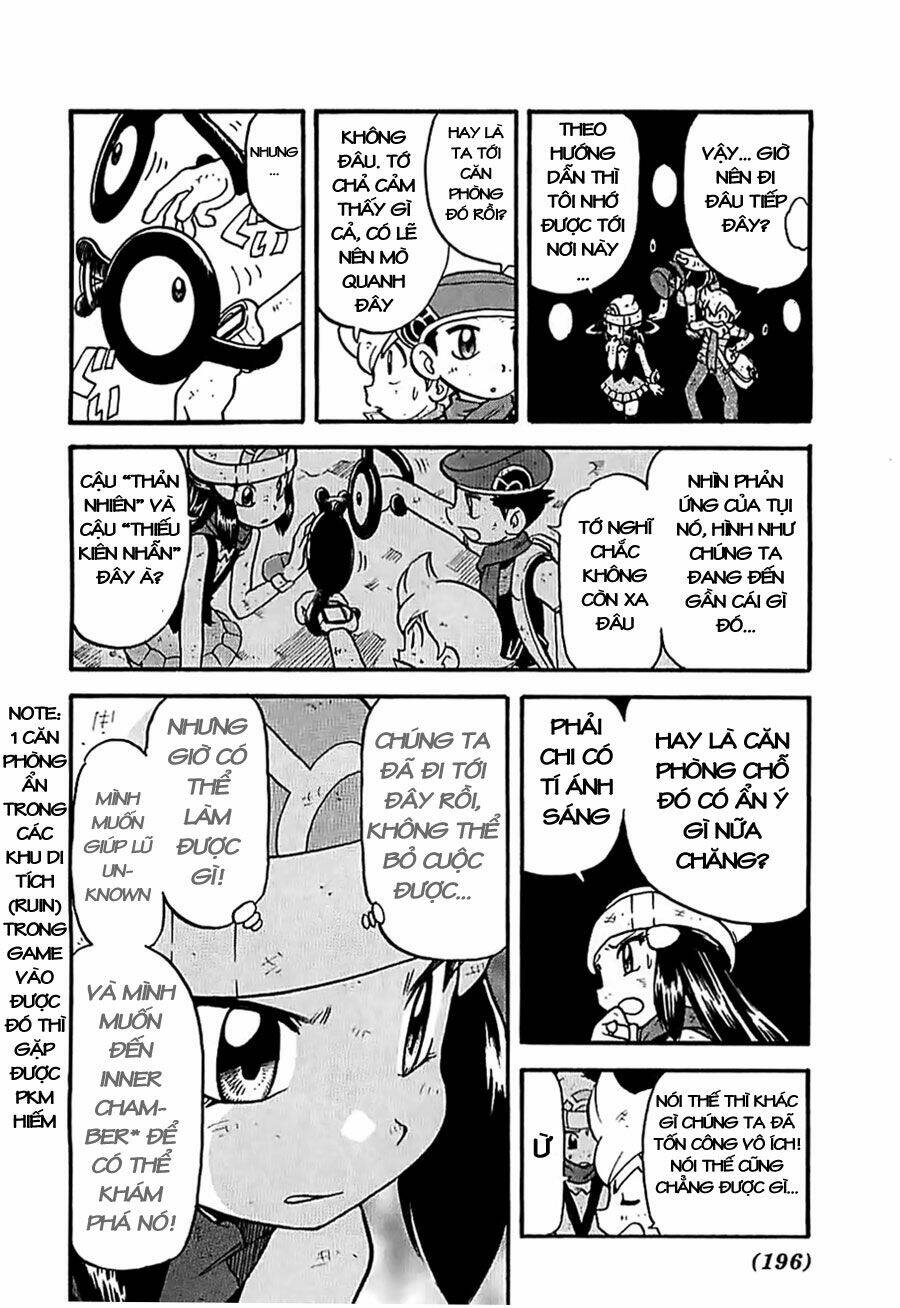 VẬY... GIỜ
NÊN ĐI
ĐÂU TIẾP
ĐÂY?
THEO
HƯỚNG
DẪN THÌ
TÔI NHỚ
ĐƯỢC TỚI
NƠI NÀY
...
HAY LÀ
TA TỚI
CĂN
PHÒNG
ĐÓ RỒI?
KHÔNG
ĐÂU. TỚ
CHẢ CẢM
THẤY GÌ
CẢ, CÓ LẼ
NÊN MÒ
QUANH
ĐÂY
NHƯNG
...
NHÌN PHẢN
ỨNG CỦA TỤI
NÓ, HÌNH NHƯ
CHÚNG TA
ĐANG ĐẾN
GẦN CÁI GÌ
ĐÓ...
TỚ NGHĨ
CHẮC
KHÔNG
CÒN XA
ĐÂU
CẬU “THẢN
NHIÊN” VÀ
CẬU “THIẾU
KIÊN NHẪN”
ĐÂY À?
HAY LÀ CĂN
PHÒNG CHỖ
ĐÓ CÓ ẨN Ý
GÌ NỮA
CHĂNG?
PHẢI
CHI CÓ
TÍ ÁNH
SÁNG
NÓI THẾ THÌ KHÁC
GÌ CHÚNG TA ĐÃ
TỐN CÔNG VÔ ÍCH!
NÓI THẾ CŨNG
CHẲNG ĐƯỢC GÌ...
Ừ
CHÚNG TA
ĐÃ ĐI TỚI
ĐÂY RỒI,
KHÔNG THỂ
BỎ CUỘC
ĐƯỢC...
NHƯNG
GIỜ CÓ
THỂ
LÀM
ĐƯỢC
GÌ!
MÌNH
MUỐN
GIÚP LŨ
UN-
KNOWN
VÀ MÌNH
MUỐN
ĐẾN
INNER
CHAM-
BER* ĐỂ
CÓ THỂ
KHÁM
PHÁ NÓ!
NOTE:
1 CĂN
PHÒNG
ẨN
TRONG
CÁC
KHU DI
TÍCH
(RUIN)
TRONG
GAME
VÀO
ĐƯỢC
ĐÓ THÌ
GẶP
ĐƯỢC
PKM
HIẾM
(196)